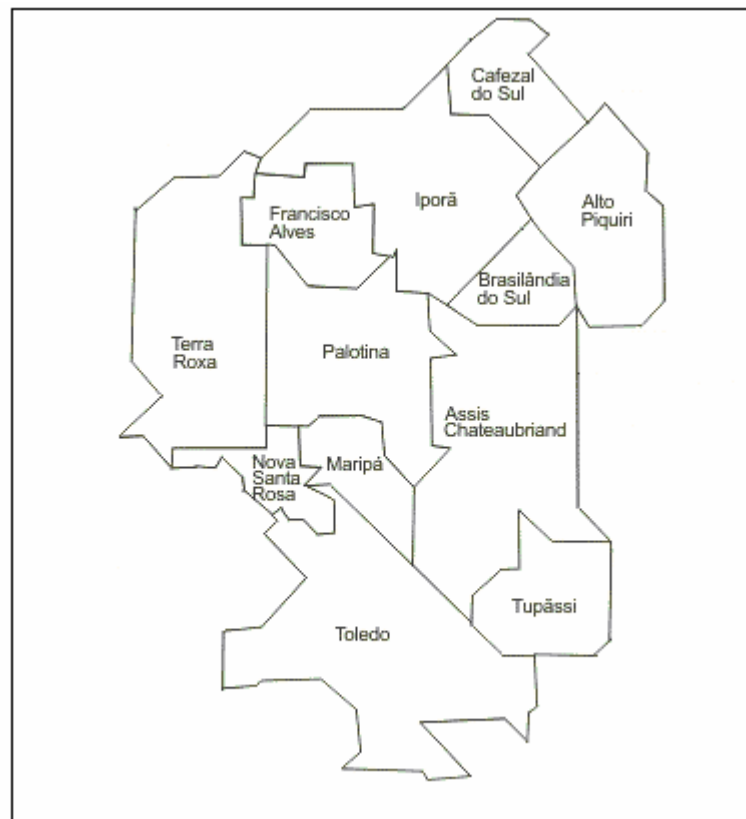 Cafezal
do Sul
Iporã
Alto
Piquiri
Francisco
Alves
Brasilândia
do Sul
Terra
Roxa
Palotina
Assis
Chateaubriand
Nova
Santa
Rosa
Maripá
Tupãssi
Toledo